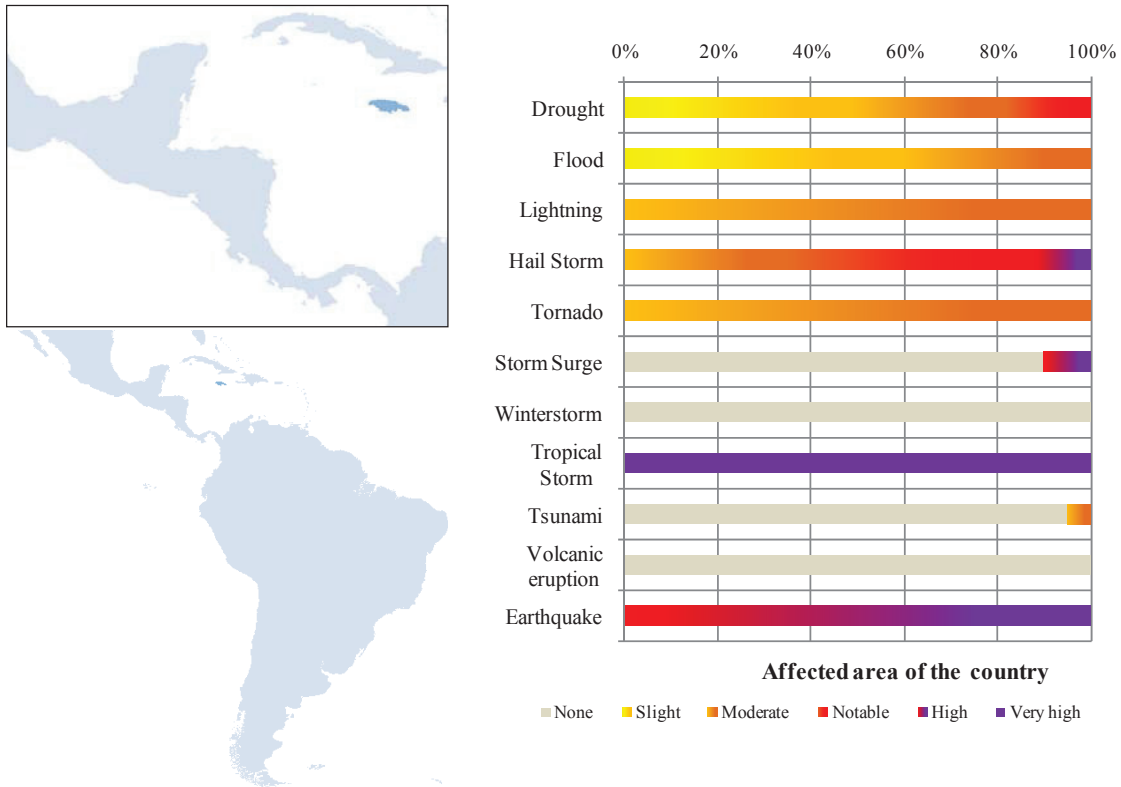 0% 20% 40% 60% 80% 100%
Drought
Flood
Lightning
Hail Storm
Tornado
Storm Surge
Winterstorm
Tropical
Storm
Tsunami
Volcanic
eruption
Earthquake
Affected area of the country
None Slight Moderate Notable High Very high